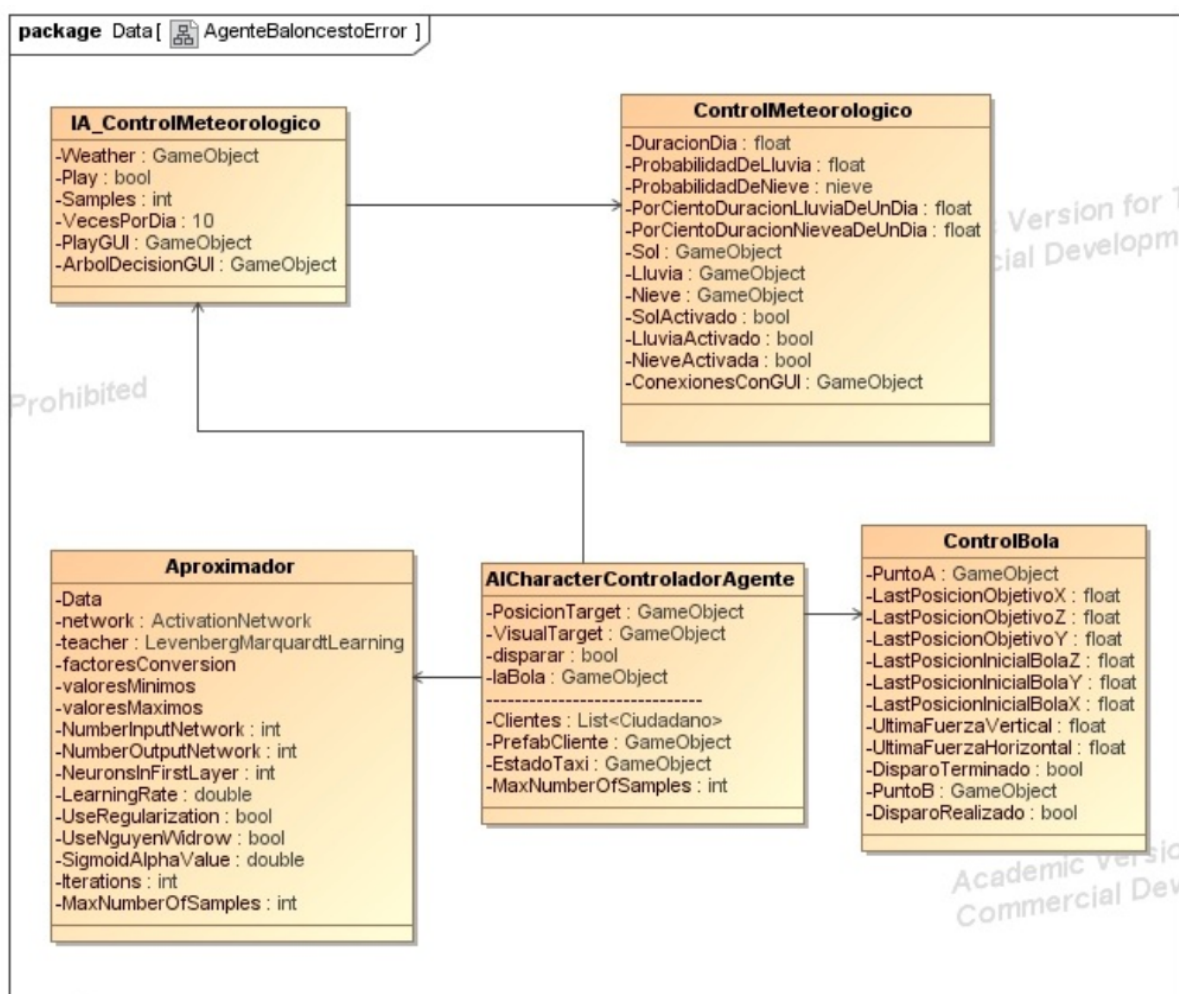 package Data [ AgenteBaloncestoError ]
IA_ControlMeteorologico
-Weather : GameObject
-Play : bool
-Samples : int
-VecesPorDia : 10
-PlayGUI : GameObject
-ArbolDecisionGUI : GameObject
ControlMeteorologico
-DuracionDia : float
-ProbabilidadDeLluvia : float
-ProbabilidadDeNieve : nieve
-PorCientoDuracionLluviaDeUnDia : float
-PorCientoDuracionNieveaDeUnDia : float
-Sol : GameObject
-Lluvia : GameObject
-Nieve : GameObject
-SolActivado : bool
-LluviaActivado : bool
-NieveActivada : bool
-ConexionesConGUI : GameObject
Version for
Prohibited
Aproximador
-Data
-network : ActivationNetwork
-teacher : LevenbergMarquardtLearning
-factoresConversion
-valoresMinimos
-valoresMaximos
-NumberInputNetwork : int
-NumberOutputNetwork : int
-NeuronsInFirstLayer : int
-LearningRate : double
-UseRegularization : bool
-UseNguyenWidrow : bool
-SigmoidAlphaValue : double
-Iterations : int
-MaxNumberOfSamples : int
AICharacterControladorAgente
-PosicionTarget : GameObject
-VisualTarget : GameObject
-disparar : bool
-laBola : GameObject
------------------------------
-Clientes : List<Ciudadano>
-PrefabCliente : GameObject
-EstadoTaxi : GameObject
-MaxNumberOfSamples : int
ControlBola
-PuntoA : GameObject
-LastPosicionObjetivoX : float
-LastPosicionObjetivoZ : float
-LastPosicionObjetivoY : float
-LastPosicionInicialBolaZ : float
-LastPosicionInicialBolaY : float
-LastPosicionInicialBolaX : float
-UltimaFuerzaVertical : float
-UltimaFuerzaHorizontal : float
-DisparoTerminado : bool
-PuntoB : GameObject
-DisparoRealizado : bool
Academic
Commercial